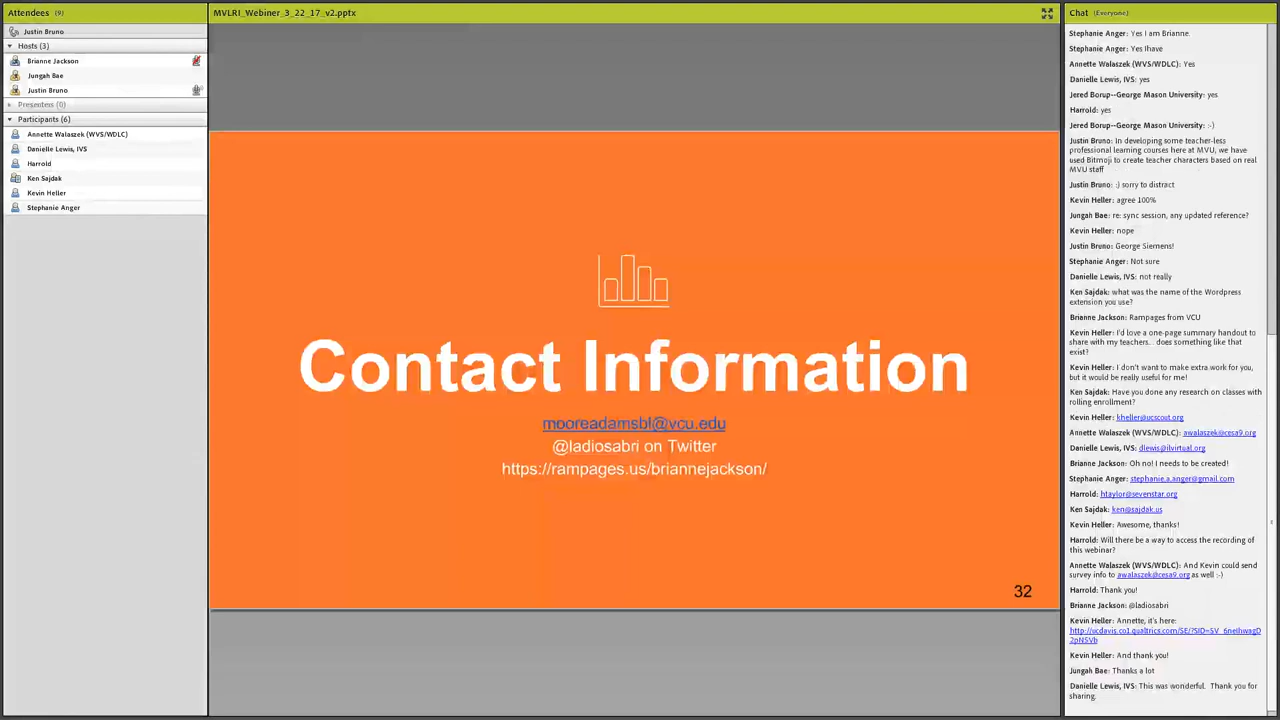 Attendees (9)
Justin Bruno
Hosts (3)
Brianne Jackson
Jungah Bae
Justin Bruno
Presenters (0)
Participants (6)
Annette Walaszek (WVS/WDLC)
Danielle Lewis, IVS
Harrold
Ken Sajdak
Kevin Heller
Stephanie Anger
MVLRI_Webiner_3_22_17_v2.pptx
Contact Information
mooreadamsbl@vcu.edu
@ladiosabri on Twitter
https://rampages.us/briannejackson/
32
Chat (Everyone)
Stephanie Anger: Yes I am Brianne.
Stephanie Anger: Yes Ihave
Annette Walaszek (WVS/WDLC): Yes
Danielle Lewis, IVS: yes
Jered Borup--George Mason University: yes
Harrold: yes
Jered Borup--George Mason University: :-)
Justin Bruno: In developing some teacher-less
professional learning courses here at MVU, we have
used Bitmoji to create teacher characters based on real
MVU staff
Justin Bruno: :) sorry to distract
Kevin Heller: agree 100%
Jungah Bae: re: sync session, any updated reference?
Kevin Heller: nope
Justin Bruno: George Siemens!
Stephanie Anger: Not sure
Danielle Lewis, IVS: not really
Ken Sajdak: what was the name of the Wordpress
extension you use?
Brianne Jackson: Rampages from VCU
Kevin Heller: I'd love a one-page summary handout to
share with my teachers... does something like that
exist?
Kevin Heller: I don't want to make extra work for you,
but it would be really useful for me!
Ken Sajdak: Have you done any research on classes with
rolling enrollment?
Kevin Heller: kheller@ucscout.org
Annette Walaszek (WVS/WDLC): awalaszek@cesa9.org
Danielle Lewis, IVS: dlewis@ilvirtual.org
Brianne Jackson: Oh no! I needs to be created!
Stephanie Anger: stephanie.a.anger@gmail.com
Harrold: htaylor@sevenstar.org
Ken Sajdak: ken@sajdak.us
Kevin Heller: Awesome, thanks!
Harrold: Will there be a way to access the recording of
this webinar?
Annette Walaszek (WVS/WDLC): And Kevin could send
survey info to awalaszek@cesa9.org as well :-)
Harrold: Thank you!
Brianne Jackson: @ladiosabri
Kevin Heller: Annette, it's here:
Kevin Heller: And thank you!
Jungah Bae: Thanks a lot
Danielle Lewis, IVS: This was wonderful. Thank you for
sharing.